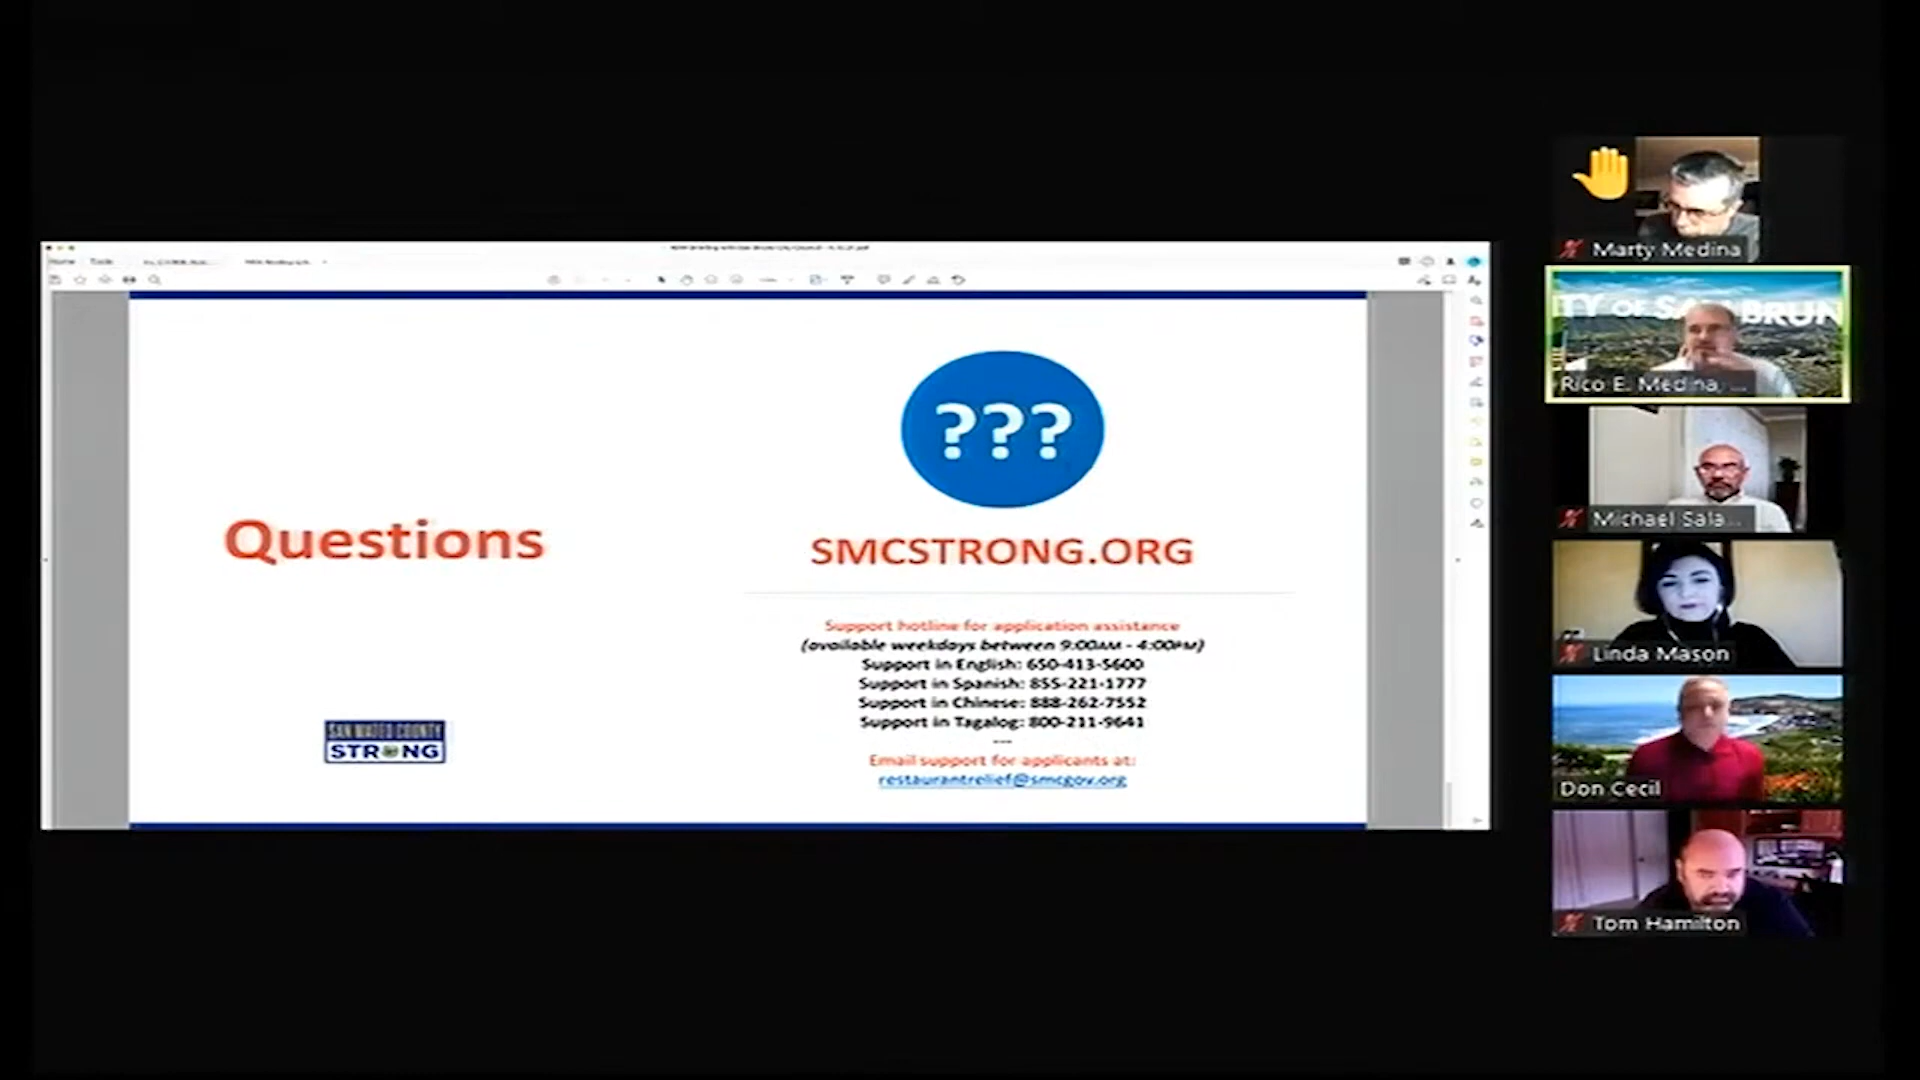 Home Tools
Questions
SAN MATEO COUNTY
STRONG
???
SMCSTRONG.ORG
Support hotline for application assistance
(available weekdays between 9:00AM - 4:00PM)
Support in English: 650-413-5600
Support in Spanish: 855-221-1777
Support in Chinese: 888-262-7552
Support in Tagalog: 800-211-9641
---
Email support for applicants at:
restaurantrelief@smcgov.org
Marty Medina
Rico E. Medina, ...
Michael Sala...
Linda Mason
Don Cecil
Tom Hamilton